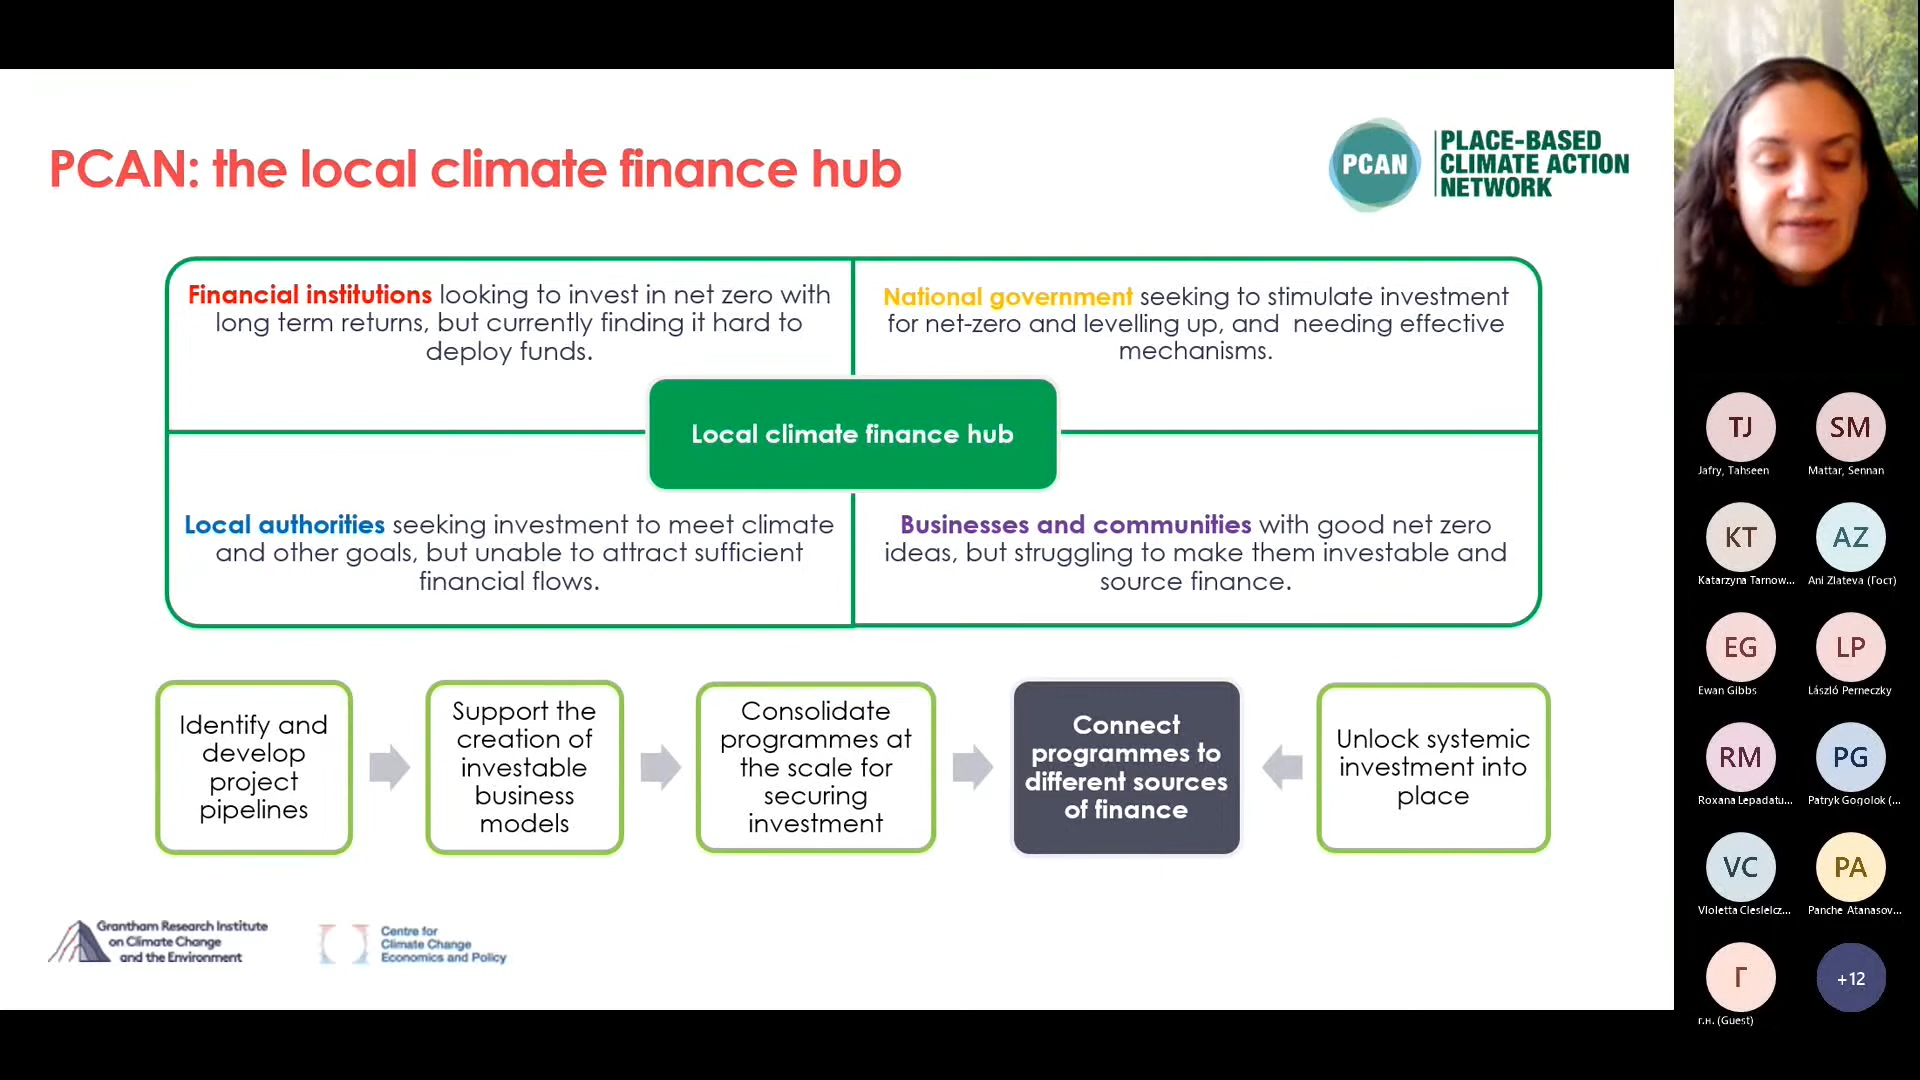 PCAN: the local climate finance hub
PCAN
PLACE-BASED
CLIMATE ACTION
NETWORK
Financial institutions looking to invest in net zero with
long term returns, but currently finding it hard to
deploy funds.
National government seeking to stimulate investment
for net-zero and levelling up, and needing effective
mechanisms.
Local climate finance hub
Local authorities seeking investment to meet climate
and other goals, but unable to attract sufficient
financial flows.
Businesses and communities with good net zero
ideas, but struggling to make them investable and
source finance.
Identify and
develop
project
pipelines
Support the
creation of
investable
business
models
Consolidate
programmes at
the scale for
securing
investment
Connect
programmes to
different sources
of finance
Unlock systemic
investment into
place
Grantham Research Institute
on Climate Change
and the Environment
Centre for
Climate Change
Economics and Policy
TJ
Jafry, Tahseen
SM
Mattar, Sennan
KT
Katarzyna Tarnow...
AZ
Ani Zlateva (Гост)
EG
Ewan Gibbs
LP
László Perneczky
RM
Roxana Lepadatu...
PG
Patryk Gogolok (...
VC
Violetta Cieslelcz...
PA
Panche Atanasov...
Г
г.н. (Guest)
+12